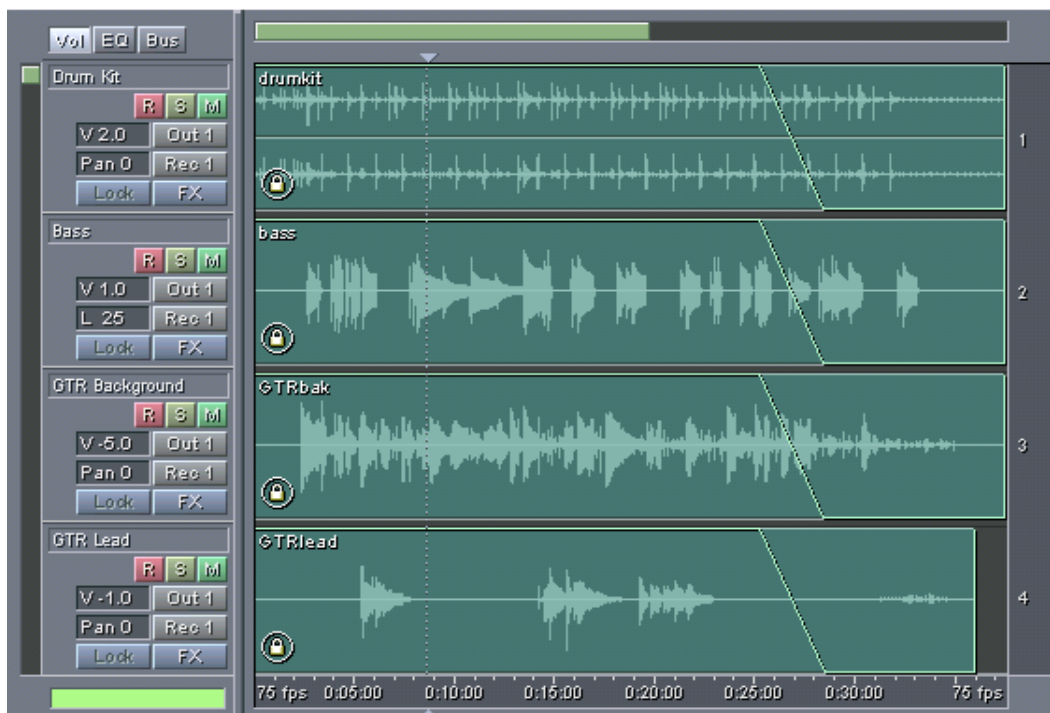 Vol EQ Bus
Drum Kit
R S M
V 2.0 Out 1
Pan 0 Rec 1
Lock FX
Bass
R S M
V 1.0 Out 1
L 25 Rec 1
Lock FX
GTR Background
R S M
V -5.0 Out 1
Pan 0 Rec 1
Lock FX
GTR Lead
R S M
V -1.0 Out 1
Pan 0 Rec 1
Lock FX
drumkit
1
bass
2
GTRbak
3
GTRlead
4
75 fps 0:05:00 0:10:00 0:15:00 0:20:00 0:25:00 0:30:00 75 fps